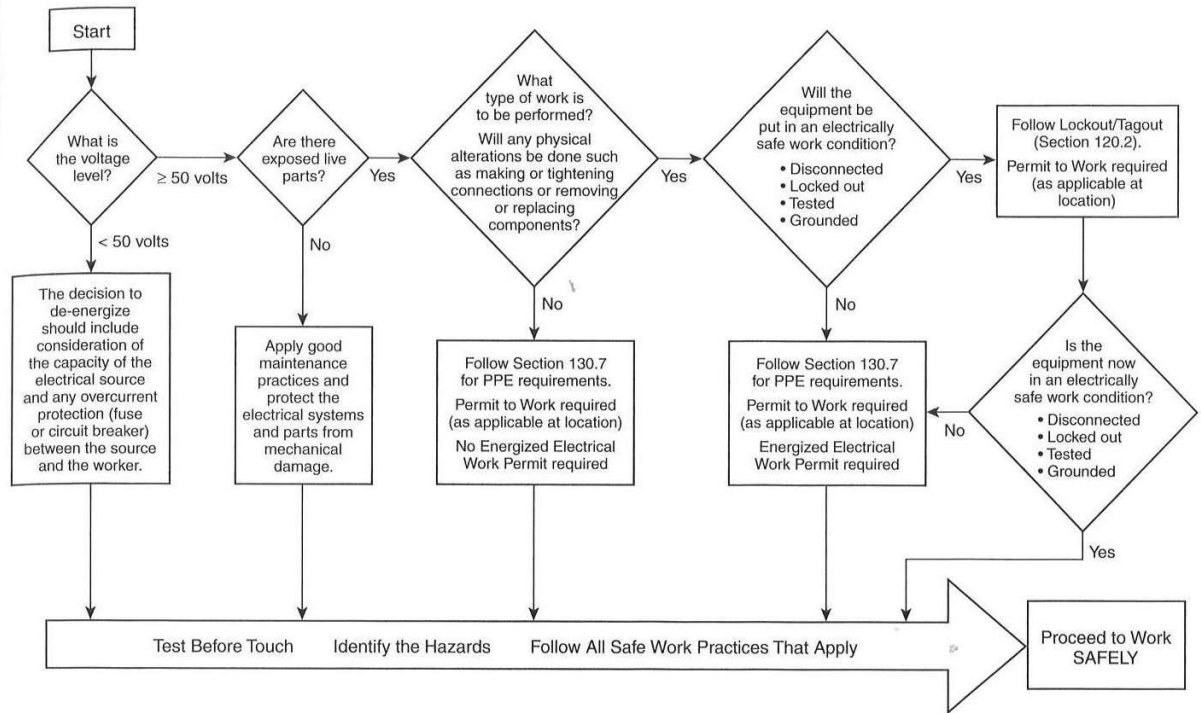 Start
What is
the voltage
level?
≥ 50 volts
< 50 volts
The decision to
de-energize
should include
consideration of
the capacity of the
electrical source
and any overcurrent
protection (fuse
or circuit breaker)
between the source
and the worker.
Are there
exposed live
parts?
Yes
No
Apply good
maintenance
practices and
protect the
electrical systems
and parts from
mechanical
damage.
What
type of work is
to be performed?
Will any physical
alterations be done such
as making or tightening
connections or removing
or replacing
components?
Yes
No
Follow Section 130.7
for PPE requirements.
Permit to Work required
(as applicable at location)
No Energized Electrical
Work Permit required
Will the
equipment be
put in an electrically
safe work condition?
• Disconnected
• Locked out
• Tested
• Grounded
Yes
No
Follow Section 130.7
for PPE requirements.
Permit to Work required
(as applicable at location)
Energized Electrical
Work Permit required
Follow Lockout/Tagout
(Section 120.2).
Permit to Work required
(as applicable at
location)
Is the
equipment now
in an electrically
safe work condition?
• Disconnected
• Locked out
• Tested
• Grounded
No
Yes
Test Before Touch Identify the Hazards Follow All Safe Work Practices That Apply
Proceed to Work
SAFELY